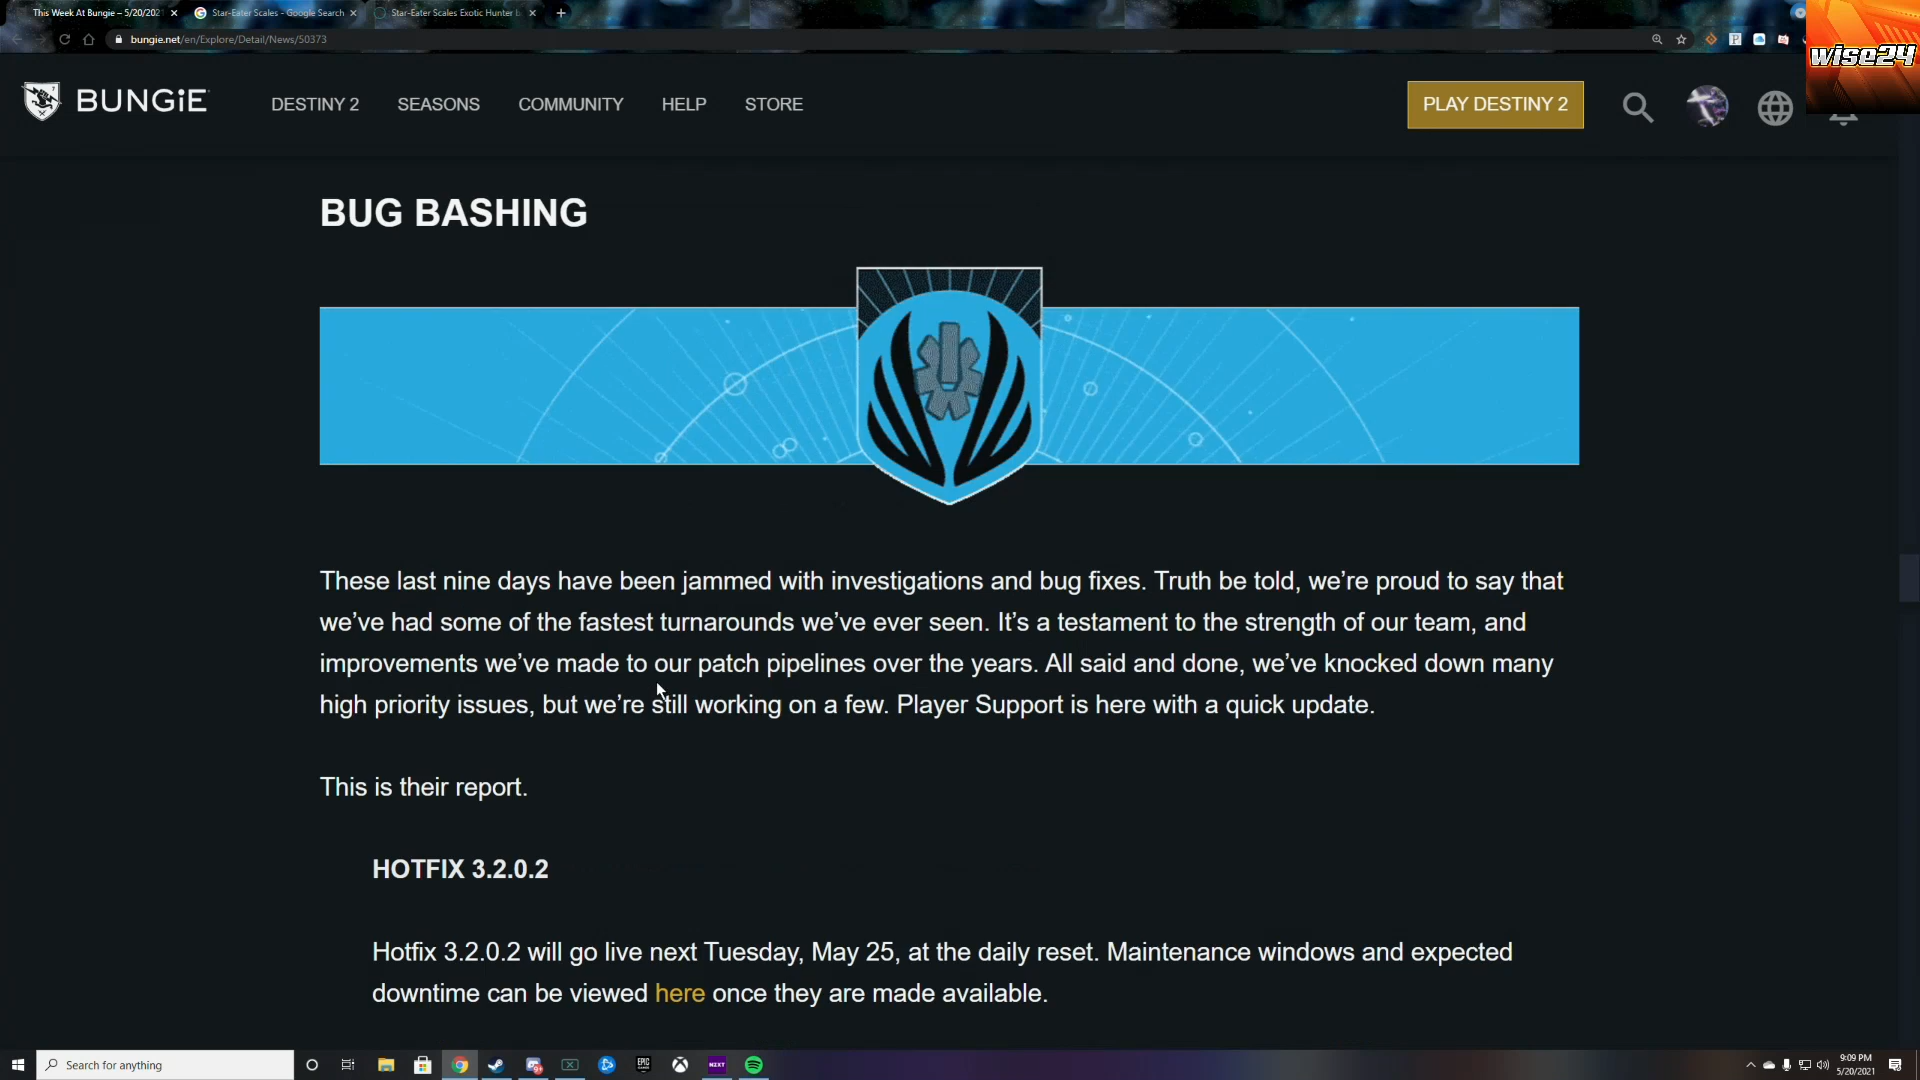 This Week At Bungie – 5/20/2021
Star-Eater Scales - Google Search
Star-Eater Scales Exotic Hunter
bungie.net/en/Explore/Detail/News/50373
wise24
BUNGiE
DESTINY 2
SEASONS
COMMUNITY
HELP
STORE
PLAY DESTINY 2
BUG BASHING
These last nine days have been jammed with investigations and bug fixes. Truth be told, we’re proud to say that
we’ve had some of the fastest turnarounds we’ve ever seen. It’s a testament to the strength of our team, and
improvements we’ve made to our patch pipelines over the years. All said and done, we’ve knocked down many
high priority issues, but we’re still working on a few. Player Support is here with a quick update.
This is their report.
HOTFIX 3.2.0.2
Hotfix 3.2.0.2 will go live next Tuesday, May 25, at the daily reset. Maintenance windows and expected
downtime can be viewed here once they are made available.
Search for anything
EPIC
NZXT
9:09 PM
5/20/2021